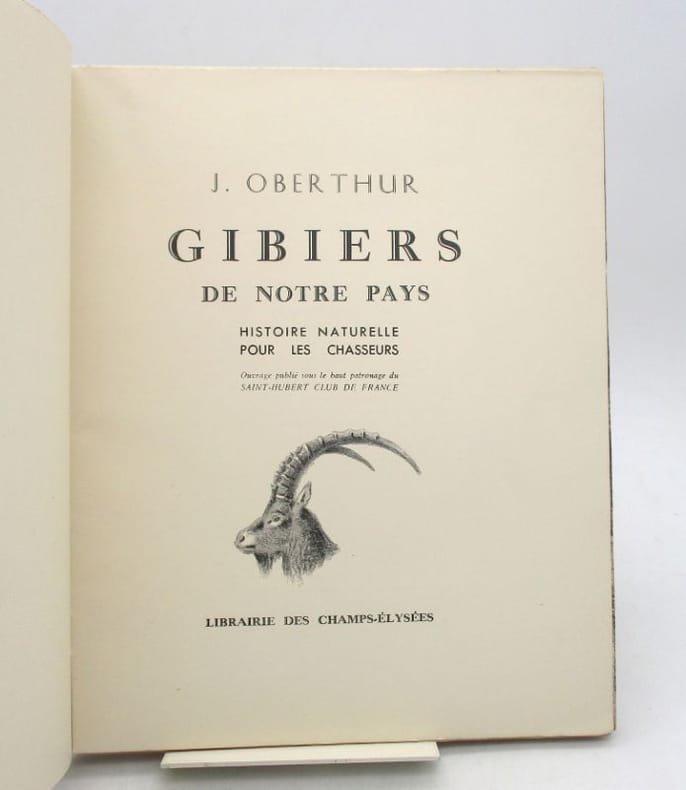 J. OBERTHUR
GIBIERS
DE NOTRE PAYS
HISTOIRE NATURELLE
POUR LES CHASSEURS
Ouvrage publié sous le haut patronage du
SAINT-HUBERT CLUB DE FRANCE
LIBRAIRIE DES CHAMPS-ÉLYSÉES